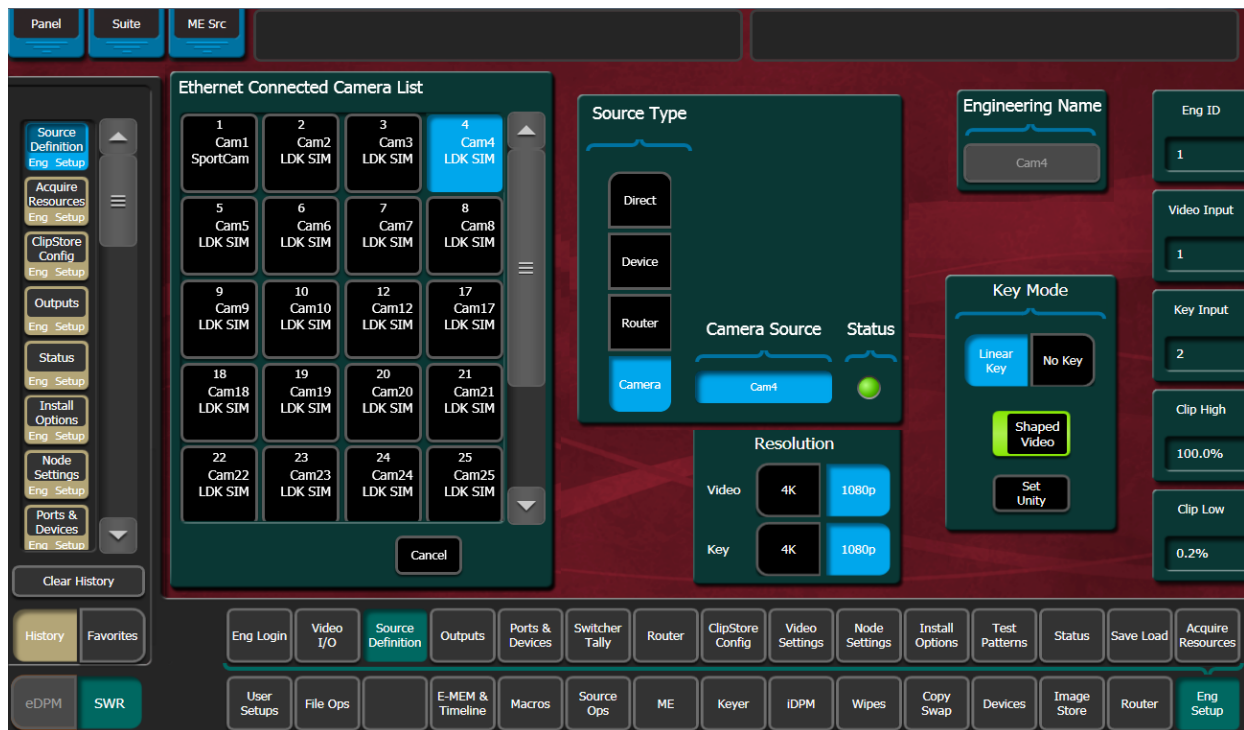 Panel
Suite
ME Src
Source
Definition
Eng Setup
Acquire
Resources
Eng Setup
ClipStore
Config
Eng Setup
Outputs
Eng Setup
Status
Eng Setup
Install
Options
Eng Setup
Node
Settings
Eng Setup
Ports &
Devices
Eng Setup
Clear History
History
Favorites
eDPM
SWR
Ethernet Connected Camera List
1
Cam1
SportCam
2
Cam2
LDK SIM
3
Cam3
LDK SIM
4
Cam4
LDK SIM
5
Cam5
LDK SIM
6
Cam6
LDK SIM
7
Cam7
LDK SIM
8
Cam8
LDK SIM
9
Cam9
LDK SIM
10
Cam10
LDK SIM
12
Cam12
LDK SIM
17
Cam17
LDK SIM
18
Cam18
LDK SIM
19
Cam19
LDK SIM
20
Cam20
LDK SIM
21
Cam21
LDK SIM
22
Cam22
LDK SIM
23
Cam23
LDK SIM
24
Cam24
LDK SIM
25
Cam25
LDK SIM
Cancel
Source Type
Direct
Device
Router
Camera
Camera Source
Status
Cam4
Resolution
Video
4K
1080p
Key
4K
1080p
Engineering Name
Cam4
Key Mode
Linear
Key
No Key
Shaped
Video
Set
Unity
Eng ID
1
Video Input
1
Key Input
2
Clip High
100.0%
Clip Low
0.2%
Eng Login
Video
I/O
Source
Definition
Outputs
Ports &
Devices
Switcher
Tally
Router
ClipStore
Config
Video
Settings
Node
Settings
Install
Options
Test
Patterns
Status
Save Load
Acquire
Resources
User
Setups
File Ops
E-MEM &
Timeline
Macros
Source
Ops
ME
Keyer
iDPM
Wipes
Copy
Swap
Devices
Image
Store
Router
Eng
Setup